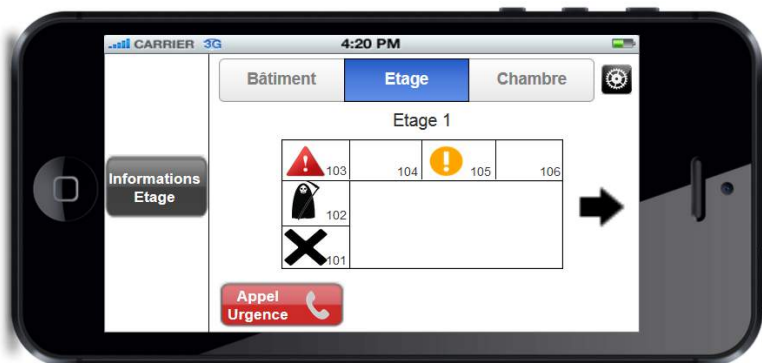 CARRIER 3G 4:20 PM
Bâtiment Etage Chambre
Etage 1
103 104 105 106
Informations
Etage
102
101
Appel
Urgence